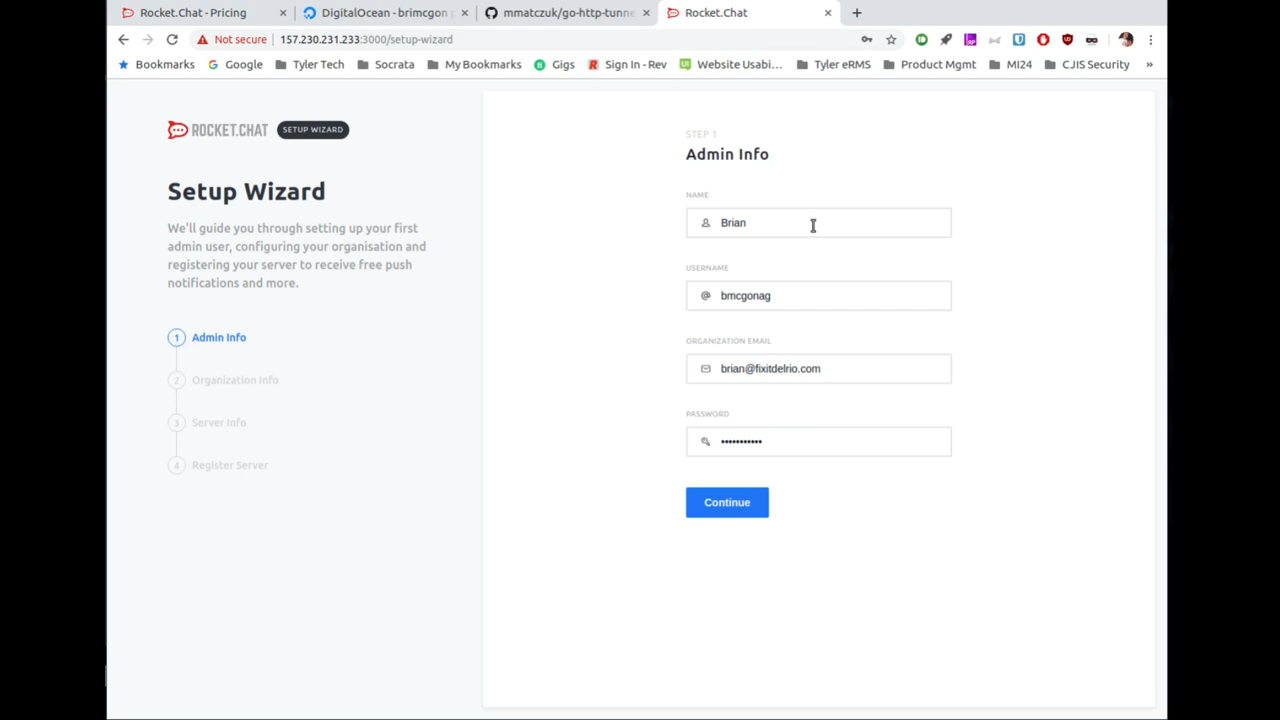 Rocket.Chat - Pricing
DigitalOcean - brimcgon p
mmatczuk/go-http-tunne
Rocket.Chat
Not secure 157.230.231.233:3000/setup-wizard
Bookmarks Google Tyler Tech Socrata My Bookmarks Gigs Sign In - Rev Website Usabi... Tyler eRMS Product Mgmt MI24 CJIS Security »
ROCKET.CHAT SETUP WIZARD
Setup Wizard
We'll guide you through setting up your first
admin user, configuring your organisation and
registering your server to receive free push
notifications and more.
1 Admin Info
2 Organization Info
3 Server Info
4 Register Server
STEP 1
Admin Info
NAME
Brian
USERNAME
@ bmcgonag
ORGANIZATION EMAIL
brian@fixitdelrio.com
PASSWORD
•••••••••••
Continue